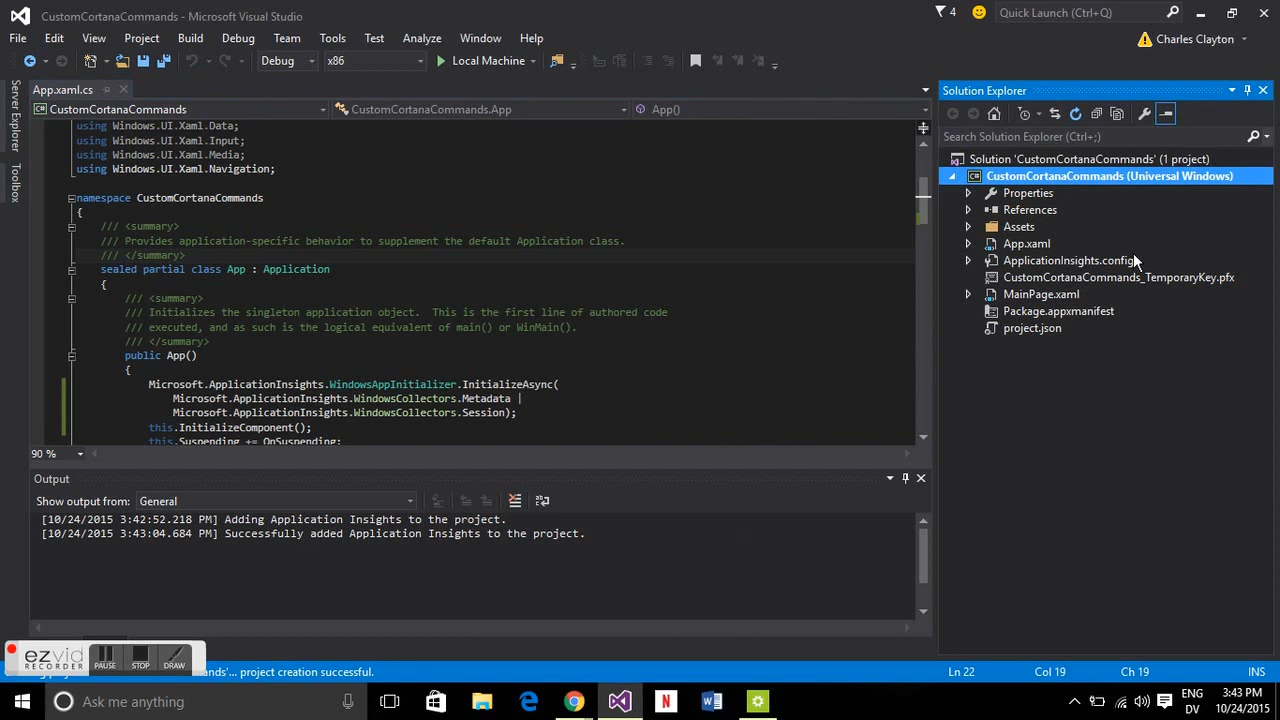 CustomCortanaCommands - Microsoft Visual Studio
4
Quick Launch (Ctrl+Q)
File Edit View Project Build Debug Team Tools Test Analyze Window Help
Charles Clayton
Debug x86 Local Machine
Server Explorer
Toolbox
App.xaml.cs
CustomCortanaCommands CustomCortanaCommands.App App()
using Windows.UI.Xaml.Data;
using Windows.UI.Xaml.Input;
using Windows.UI.Xaml.Media;
using Windows.UI.Xaml.Navigation;
namespace CustomCortanaCommands
{
/// <summary>
/// Provides application-specific behavior to supplement the default Application class.
/// </summary>
sealed partial class App : Application
{
/// <summary>
/// Initializes the singleton application object.  This is the first line of authored code
/// executed, and as such is the logical equivalent of main() or WinMain().
/// </summary>
public App()
{
Microsoft.ApplicationInsights.WindowsAppInitializer.InitializeAsync(
Microsoft.ApplicationInsights.WindowsCollectors.Metadata |
Microsoft.ApplicationInsights.WindowsCollectors.Session);
this.InitializeComponent();
this.Suspending += OnSuspending;
90 %
Output
Show output from: General
[10/24/2015 3:42:52.218 PM] Adding Application Insights to the project.
[10/24/2015 3:43:04.684 PM] Successfully added Application Insights to the project.
Solution Explorer
Search Solution Explorer (Ctrl+;)
Solution 'CustomCortanaCommands' (1 project)
C# CustomCortanaCommands (Universal Windows)
Properties
References
Assets
App.xaml
ApplicationInsights.config
CustomCortanaCommands_TemporaryKey.pfx
MainPage.xaml
Package.appxmanifest
project.json
ezvid
RECORDER
PAUSE STOP DRAW
mmands'... project creation successful.
Ln 22 Col 19 Ch 19 INS
Ask me anything
ENG
DV
3:43 PM
10/24/2015